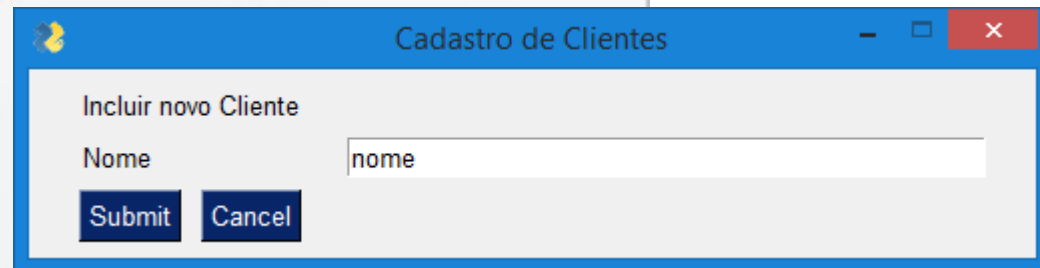 Cadastro de Clientes
Incluir novo Cliente
Nome nome
Submit Cancel